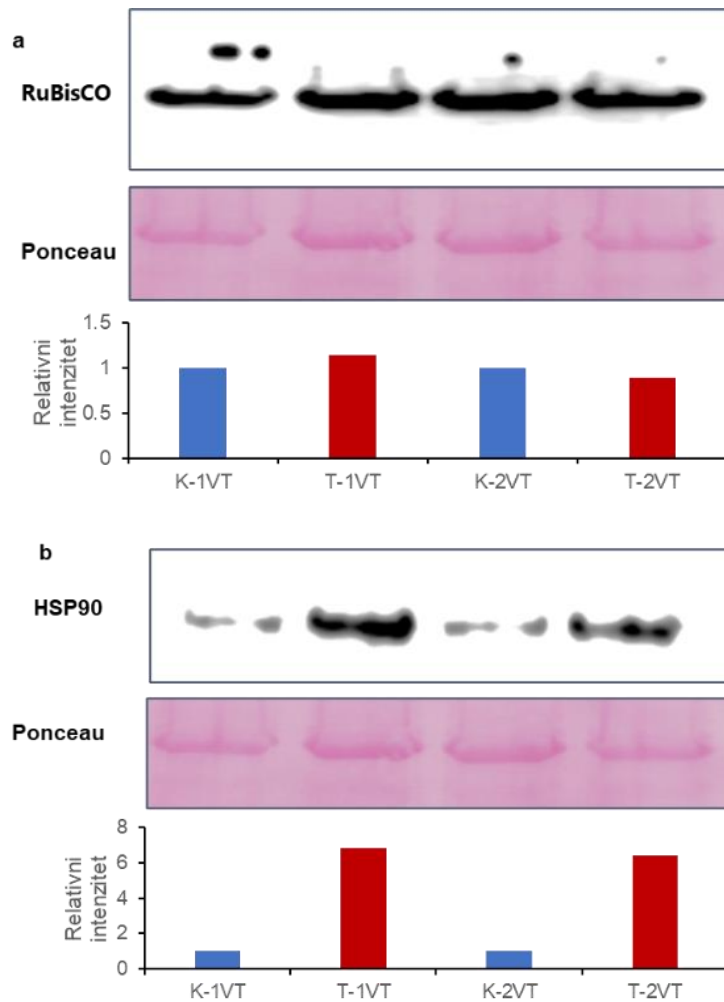 a
RuBisCO
Ponceau
Relativni
intenzitet
1.5
1
0.5
0
K-1VT T-1VT K-2VT T-2VT
b
HSP90
Ponceau
Relativni
intenzitet
8
6
4
2
0
K-1VT T-1VT K-2VT T-2VT